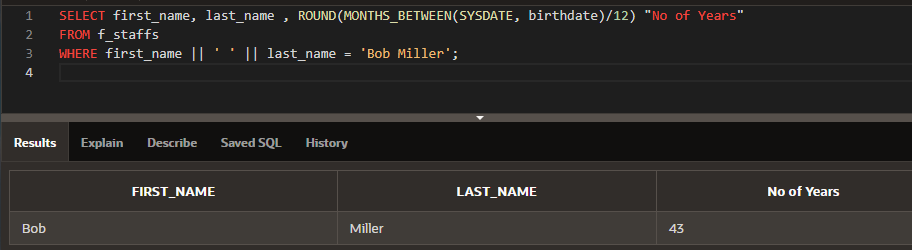 1 SELECT first_name, last_name , ROUND(MONTHS_BETWEEN(SYSDATE, birthdate)/12) "No of Years"
2 FROM f_staffs
3 WHERE first_name || ' ' || last_name = 'Bob Miller';
4
Results Explain Describe Saved SQL History
FIRST_NAME LAST_NAME No of Years
Bob Miller 43